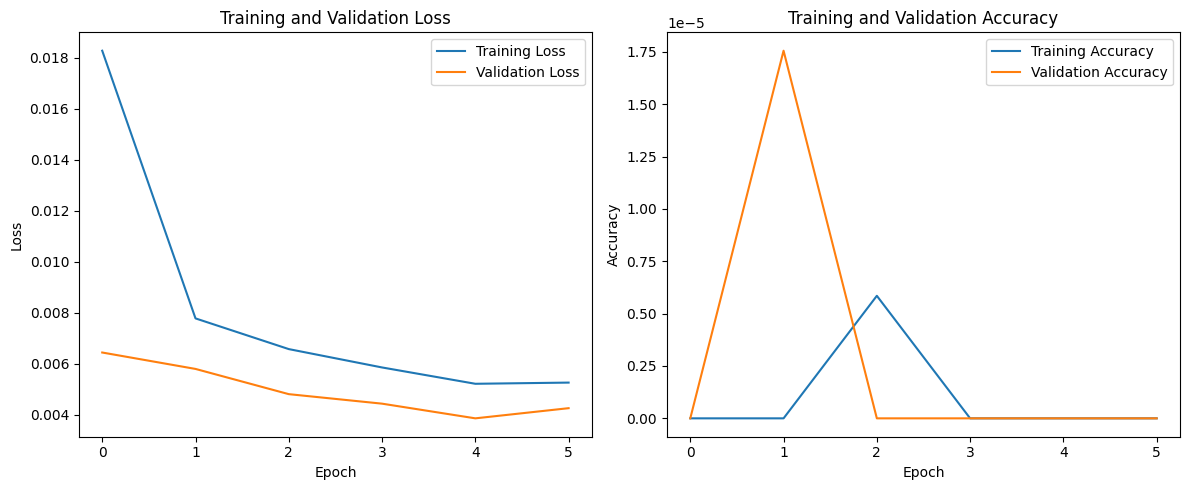 Training and Validation Loss
Training Loss
Validation Loss
0.018
0.016
0.014
0.012
0.010
0.008
0.006
0.004
Loss
0 1 2 3 4 5
Epoch
Training and Validation Accuracy
1e−5
Training Accuracy
Validation Accuracy
1.75
1.50
1.25
1.00
0.75
0.50
0.25
0.00
Accuracy
0 1 2 3 4 5
Epoch